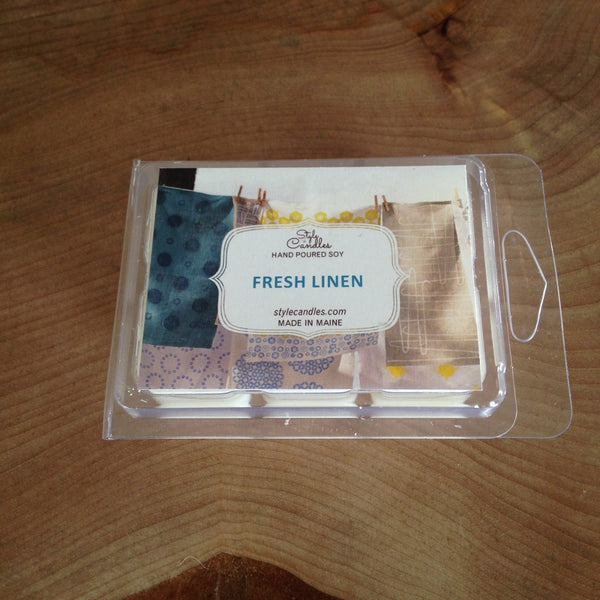 Style
Candles
HAND POURED SOY
FRESH LINEN
stylecandles.com
MADE IN MAINE